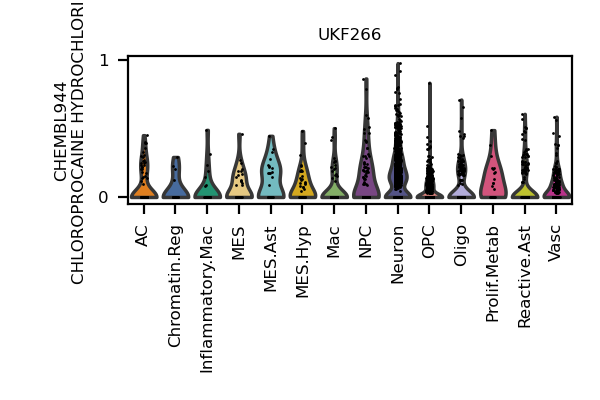 UKF266
CHEMBL944
CHLOROPROCAINE HYDROCHLORI
1
0
AC
Chromatin.Reg
Inflammatory.Mac
MES
MES.Ast
MES.Hyp
Mac
NPC
Neuron
OPC
Oligo
Prolif.Metab
Reactive.Ast
Vasc